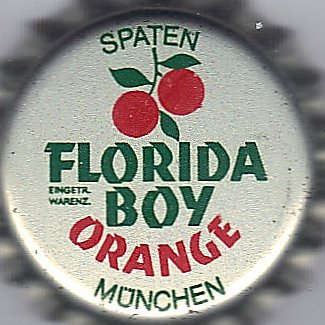 SPATEN
FLORIDA
EINGETR.
WARENZ.
BOY
ORANGE
MÜNCHEN